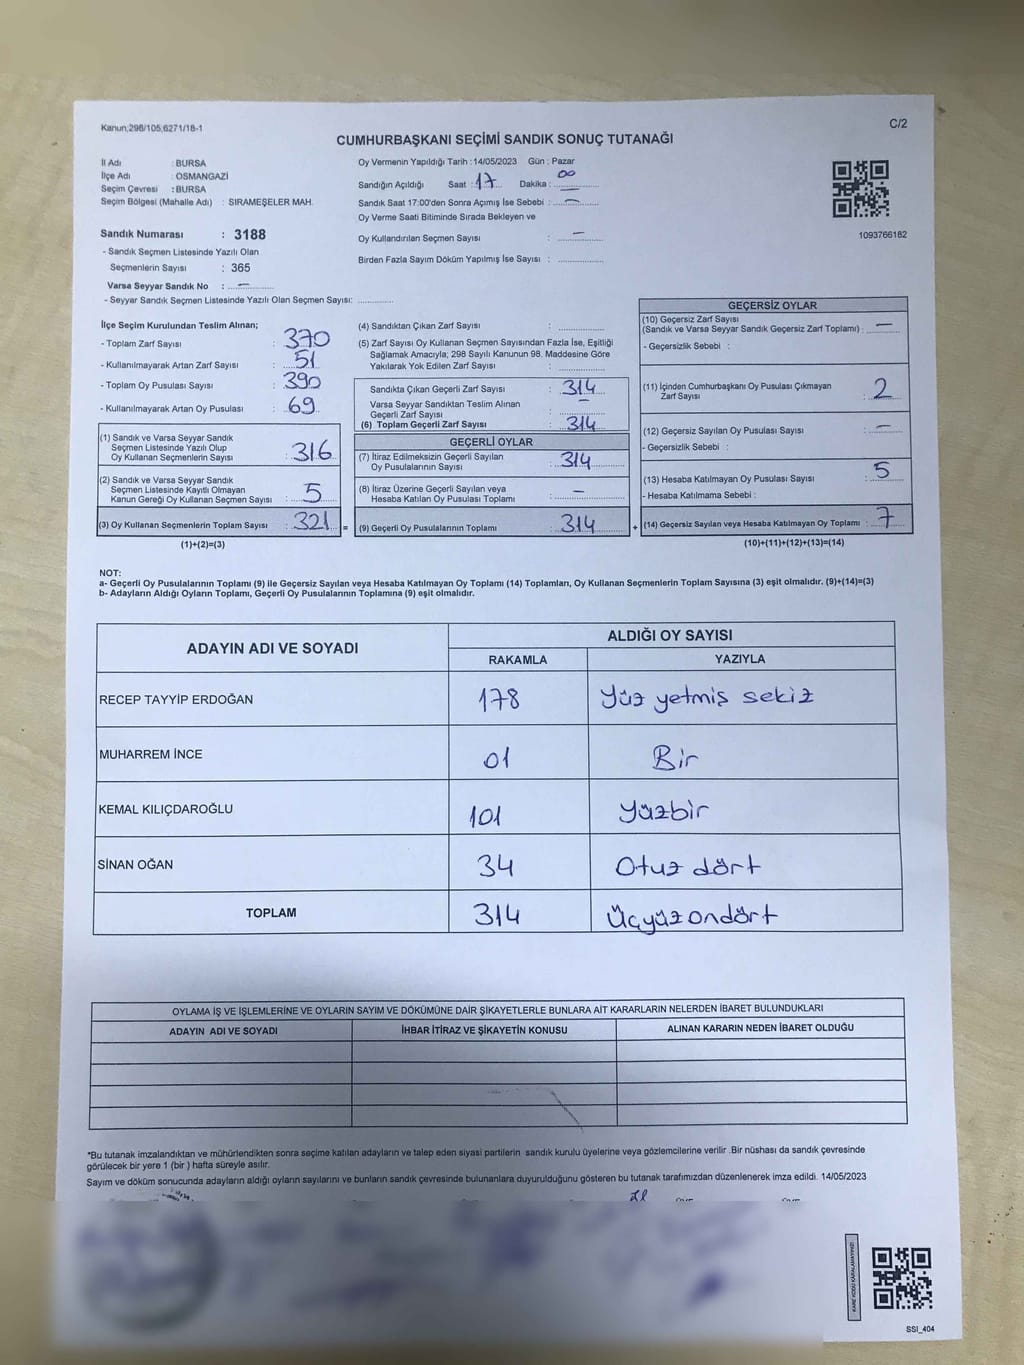 Kanun;298/105;6271/18-1
C/2
CUMHURBAŞKANI SEÇİMİ SANDIK SONUÇ TUTANAĞI
İl Adı : BURSA
İlçe Adı : OSMANGAZİ
Seçim Çevresi : BURSA
Seçim Bölgesi (Mahalle Adı) : SIRAMEŞELER MAH.
Sandık Numarası : 3188
- Sandık Seçmen Listesinde Yazılı Olan
Seçmenlerin Sayısı : 365
Varsa Seyyar Sandık No : —
- Seyyar Sandık Seçmen Listesinde Yazılı Olan Seçmen Sayısı: ............
Oy Vermenin Yapıldığı Tarih : 14/05/2023 Gün : Pazar
Sandığın Açıldığı Saat : 17 Dakika : 00
Sandık Saat 17:00'den Sonra Açımış İse Sebebi : —
Oy Verme Saati Bitiminde Sırada Bekleyen ve
Oy Kullandırılan Seçmen Sayısı : —
Birden Fazla Sayım Döküm Yapılmış İse Sayısı : ............
1093766162
İlçe Seçim Kurulundan Teslim Alınan;
- Toplam Zarf Sayısı : 370
- Kullanılmayarak Artan Zarf Sayısı : 51
- Toplam Oy Pusulası Sayısı : 390
- Kullanılmayarak Artan Oy Pusulası : 69
(1) Sandık ve Varsa Seyyar Sandık
Seçmen Listesinde Yazılı Olup
Oy Kullanan Seçmenlerin Sayısı : 316
(2) Sandık ve Varsa Seyyar Sandık
Seçmen Listesinde Kayıtlı Olmayan
Kanun Gereği Oy Kullanan Seçmen Sayısı : 5
(3) Oy Kullanan Seçmenlerin Toplam Sayısı : 321 =
(1)+(2)=(3)
(4) Sandıktan Çıkan Zarf Sayısı : ............
(5) Zarf Sayısı Oy Kullanan Seçmen Sayısından Fazla İse, Eşitliği
Sağlamak Amacıyla; 298 Sayılı Kanunun 98. Maddesine Göre
Yakılarak Yok Edilen Zarf Sayısı : ............
Sandıkta Çıkan Geçerli Zarf Sayısı : 314
Varsa Seyyar Sandıktan Teslim Alınan
Geçerli Zarf Sayısı : —
(6) Toplam Geçerli Zarf Sayısı : 314
GEÇERLİ OYLAR
(7) İtiraz Edilmeksizin Geçerli Sayılan
Oy Pusulalarının Sayısı : 314
(8) İtiraz Üzerine Geçerli Sayılan veya
Hesaba Katılan Oy Pusulası Toplamı : —
(9) Geçerli Oy Pusulalarının Toplamı : 314 +
GEÇERSİZ OYLAR
(10) Geçersiz Zarf Sayısı
(Sandık ve Varsa Seyyar Sandık Geçersiz Zarf Toplamı) : —
- Geçersizlik Sebebi :
(11) İçinden Cumhurbaşkanı Oy Pusulası Çıkmayan
Zarf Sayısı : 2
(12) Geçersiz Sayılan Oy Pusulası Sayısı : —
- Geçersizlik Sebebi :
(13) Hesaba Katılmayan Oy Pusulası Sayısı : 5
- Hesaba Katılmama Sebebi :
(14) Geçersiz Sayılan veya Hesaba Katılmayan Oy Toplamı : 7
(10)+(11)+(12)+(13)=(14)
NOT:
a- Geçerli Oy Pusulalarının Toplamı (9) ile Geçersiz Sayılan veya Hesaba Katılmayan Oy Toplamı (14) Toplamları, Oy Kullanan Seçmenlerin Toplam Sayısına (3) eşit olmalıdır. (9)+(14)=(3)
b- Adayların Aldığı Oyların Toplamı, Geçerli Oy Pusulalarının Toplamına (9) eşit olmalıdır.
ADAYIN ADI VE SOYADI ALDIĞI OY SAYISI
RAKAMLA YAZIYLA
RECEP TAYYİP ERDOĞAN 178 Yüz yetmiş sekiz
MUHARREM İNCE 01 Bir
KEMAL KILIÇDAROĞLU 101 Yüzbir
SİNAN OĞAN 34 Otuz dört
TOPLAM 314 Üçyüzondört
OYLAMA İŞ VE İŞLEMLERİNE VE OYLARIN SAYIM VE DÖKÜMÜNE DAİR ŞİKAYETLERLE BUNLARA AİT KARARLARIN NELERDEN İBARET BULUNDUKLARI
ADAYIN ADI VE SOYADI İHBAR İTİRAZ VE ŞİKAYETİN KONUSU ALINAN KARARIN NEDEN İBARET OLDUĞU
*Bu tutanak imzalandıktan ve mühürlendikten sonra seçime katılan adayların ve talep eden siyasi partilerin sandık kurulu üyelerine veya gözlemcilerine verilir .Bir nüshası da sandık çevresinde
görülecek bir yere 1 (bir ) hafta süreyle asılır.
Sayım ve döküm sonucunda adayların aldığı oyların sayılarını ve bunların sandık çevresinde bulunanlara duyurulduğunu gösteren bu tutanak tarafımızdan düzenlenerek imza edildi. 14/05/2023
KARE KODU KARALAMAYINIZ!
SSI_404